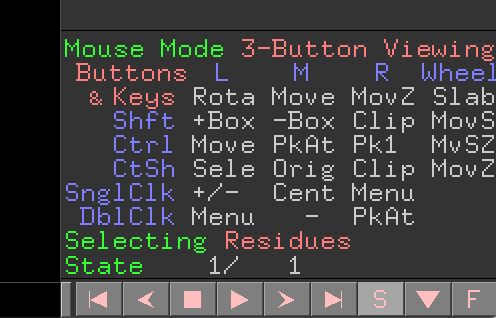 Mouse Mode 3-Button Viewing
Buttons L M R Wheel
& Keys Rota Move MovZ Slab
Shft +Box -Box Clip MovS
Ctrl Move PkAt Pk1 MvSZ
CtSh Sele Orig Clip MovZ
SnglClk +/- Cent Menu
DblClk Menu - PkAt
Selecting Residues
State 1/ 1
S F